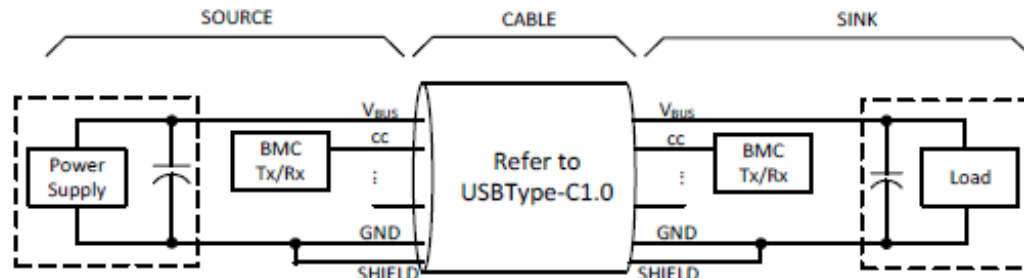 SOURCE
CABLE
SINK
VBUS
CC
⋮
GND
SHIELD
Power
Supply
BMC
Tx/Rx
Refer to
USBType-C1.0
VBUS
CC
⋮
GND
SHIELD
BMC
Tx/Rx
Load